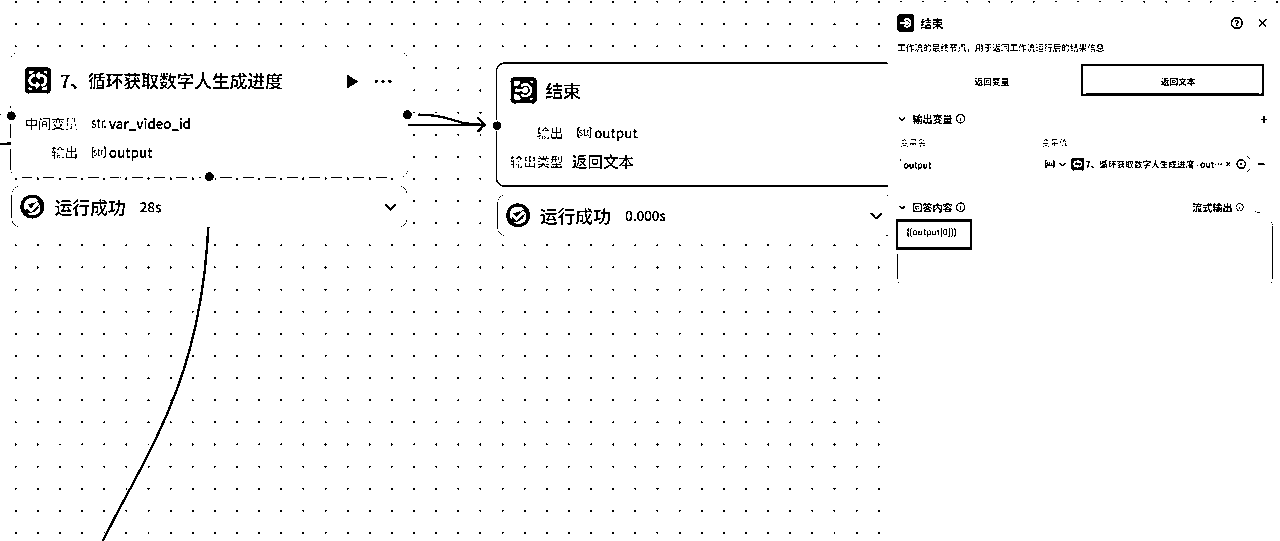 7、循环获取数字人生成进度
中间变量 str. var_video_id
输出 [str] output
运行成功 28s
结束
输出 [str] output
输出类型 返回文本
运行成功 0.000s
结束
工作流的最终节点，用于返回工作流运行后的结果信息
返回变量 返回文本
输出变量
变量名 变量值
output 7、循环获取数字人生成进度 - out...
回答内容 流式输出
{{output[0]}}